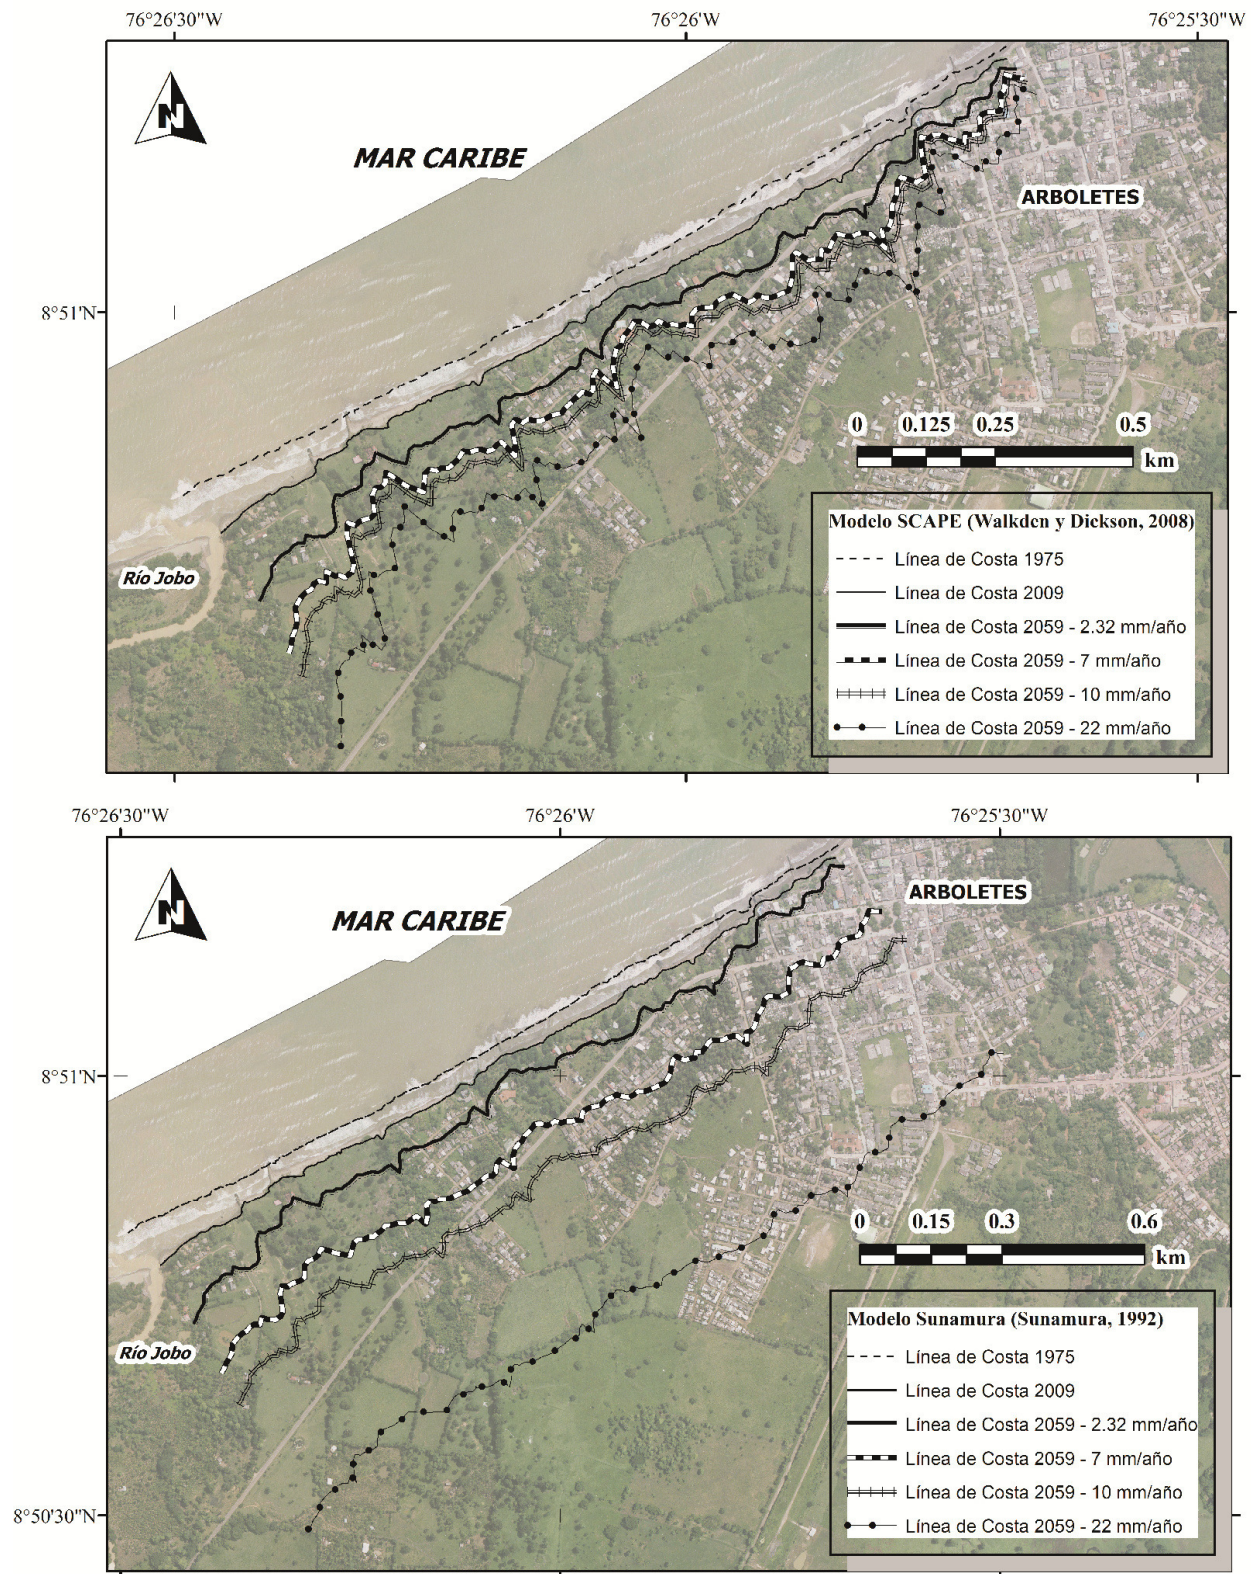 76°26'30"W 76°26'W 76°25'30"W
N
MAR CARIBE
ARBOLETES
8°51'N
0 0.125 0.25 0.5
km
Río Jobo
Modelo SCAPE (Walkden y Dickson, 2008)
Línea de Costa 1975
Línea de Costa 2009
Línea de Costa 2059 - 2.32 mm/año
Línea de Costa 2059 - 7 mm/año
Línea de Costa 2059 - 10 mm/año
Línea de Costa 2059 - 22 mm/año
76°26'30"W 76°26'W 76°25'30"W
N
MAR CARIBE
ARBOLETES
8°51'N
0 0.15 0.3 0.6
km
Río Jobo
Modelo Sunamura (Sunamura, 1992)
Línea de Costa 1975
Línea de Costa 2009
Línea de Costa 2059 - 2.32 mm/año
Línea de Costa 2059 - 7 mm/año
Línea de Costa 2059 - 10 mm/año
Línea de Costa 2059 - 22 mm/año
8°50'30"N